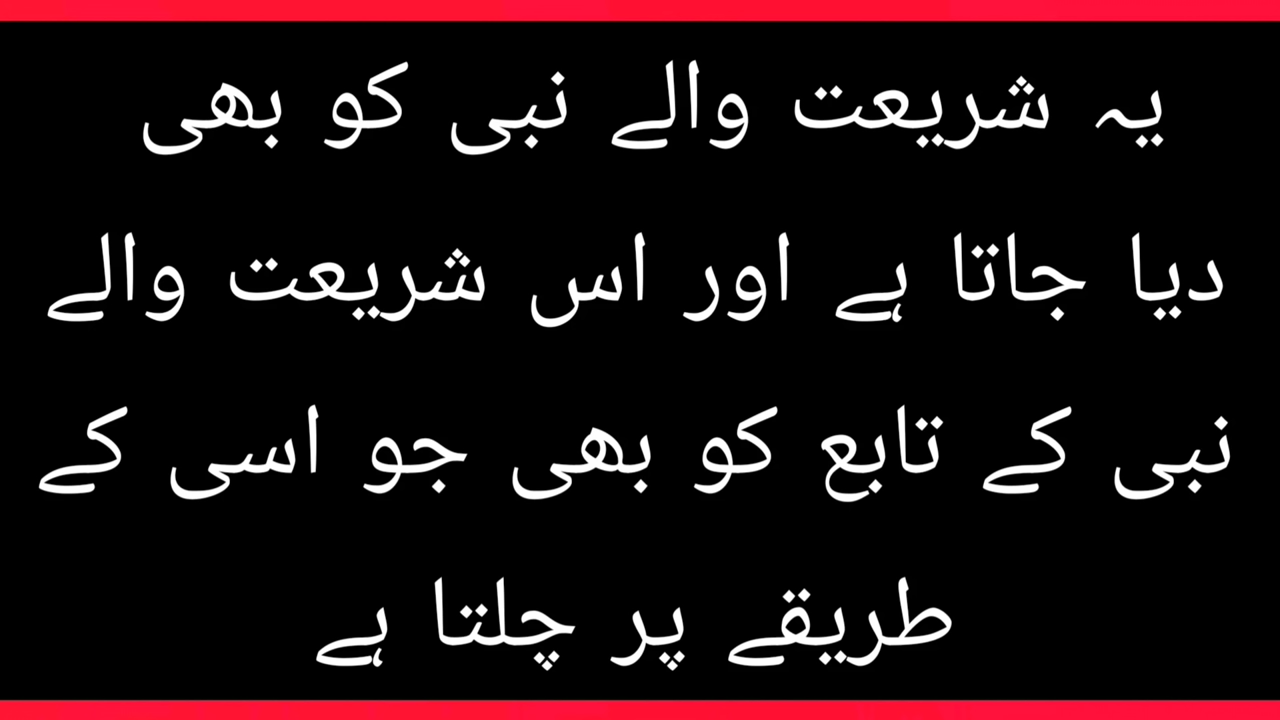 یہ شریعت والے نبی کو بھی
دیا جاتا ہے اور اس شریعت والے
نبی کے تابع کو بھی جو اسی کے
طریقے پر چلتا ہے